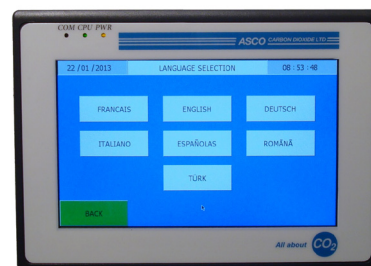 COM CPU PWR
ASCO CARBON DIOXIDE LTD
22/01/2013 LANGUAGE SELECTION 08:53:48
FRANCAIS ENGLISH DEUTSCH
ITALIANO ESPAÑOLAS ROMÂNĂ
TÜRK
BACK
All about CO2